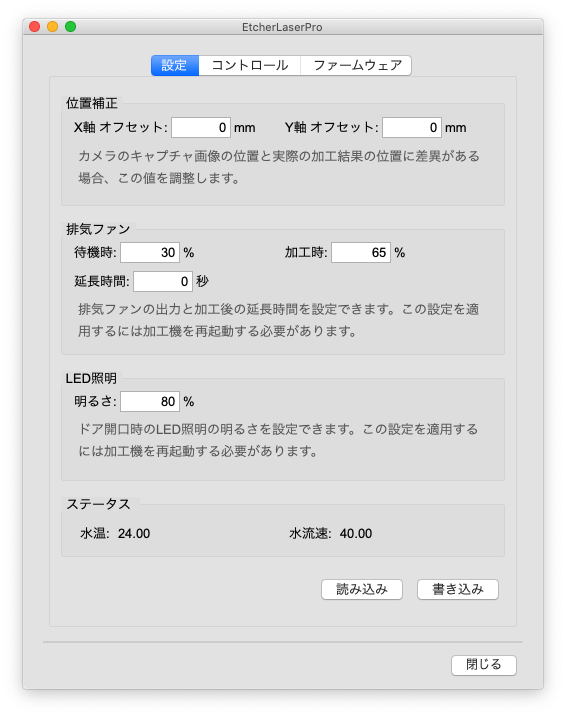 EtcherLaserPro
設定 コントロール ファームウェア
位置補正
X軸 オフセット: 0 mm Y軸 オフセット: 0 mm
カメラのキャプチャ画像の位置と実際の加工結果の位置に差異がある
場合、この値を調整します。
排気ファン
待機時: 30 % 加工時: 65 %
延長時間: 0 秒
排気ファンの出力と加工後の延長時間を設定できます。この設定を適
用するには加工機を再起動する必要があります。
LED照明
明るさ: 80 %
ドア開口時のLED照明の明るさを設定できます。この設定を適用する
には加工機を再起動する必要があります。
ステータス
水温: 24.00 水流速: 40.00
読み込み 書き込み
閉じる